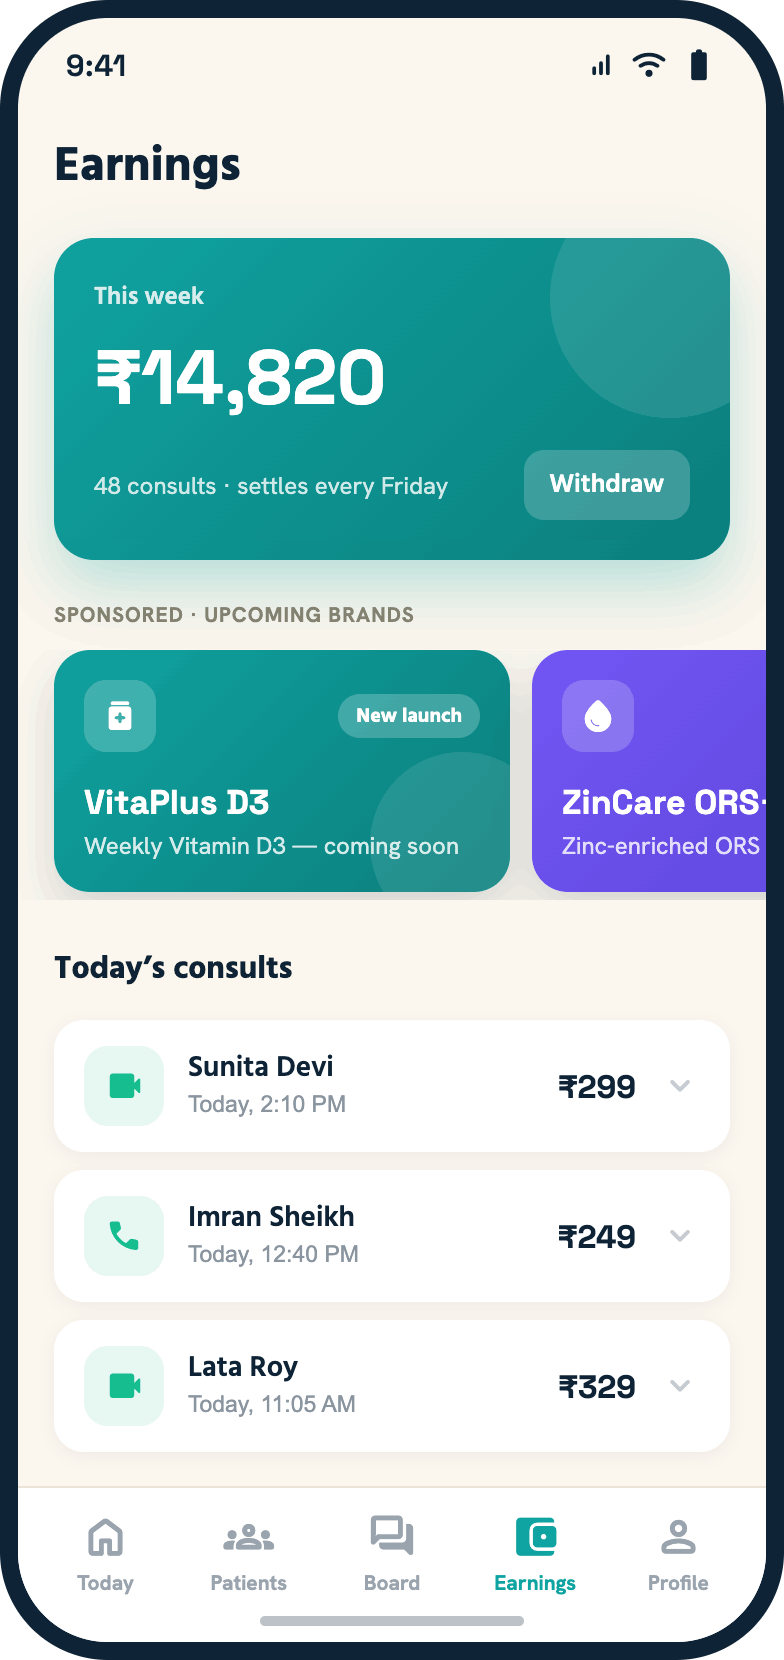 9:41
Earnings
This week
₹14,820
48 consults · settles every Friday
Withdraw
SPONSORED · UPCOMING BRANDS
New launch
VitaPlus D3
Weekly Vitamin D3 — coming soon
ZinCare ORS
Zinc-enriched ORS
Today’s consults
Sunita Devi
Today, 2:10 PM
₹299
Imran Sheikh
Today, 12:40 PM
₹249
Lata Roy
Today, 11:05 AM
₹329
Today
Patients
Board
Earnings
Profile